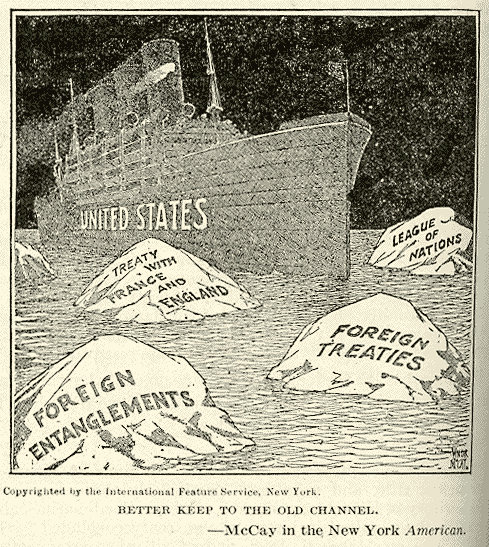 UNITED STATES
LEAGUE
OF
NATIONS
TREATY
WITH
FRANCE
AND
ENGLAND
FOREIGN
TREATIES
FOREIGN
ENTANGLEMENTS
Copyrighted by the International Feature Service, New York.
BETTER KEEP TO THE OLD CHANNEL.
—McCay in the New York American.